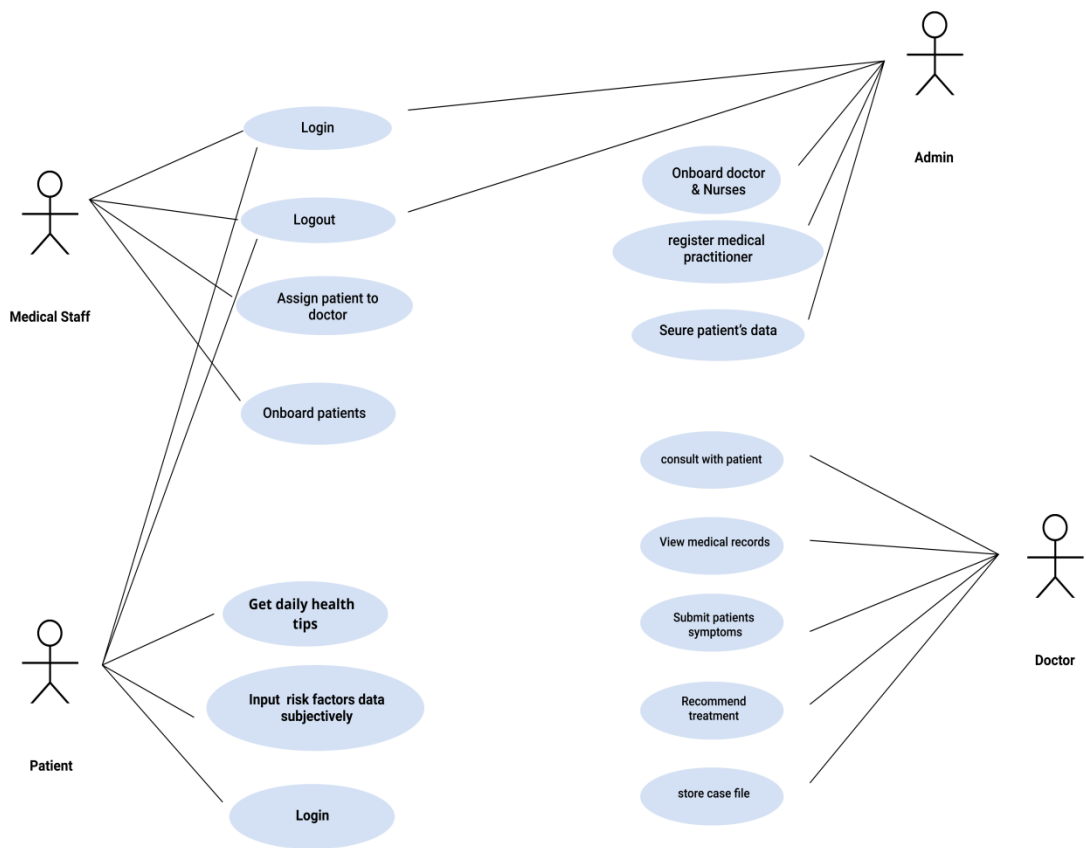 Login
Admin
Onboard doctor
& Nurses
Logout
register medical
practitioner
Medical Staff
Assign patient to
doctor
Seure patient's data
Onboard patients
consult with patient
View medical records
Get daily health
tips
Submit patients
symptoms
Doctor
Input risk factors data
subjectively
Recommend
treatment
Patient
store case file
Login